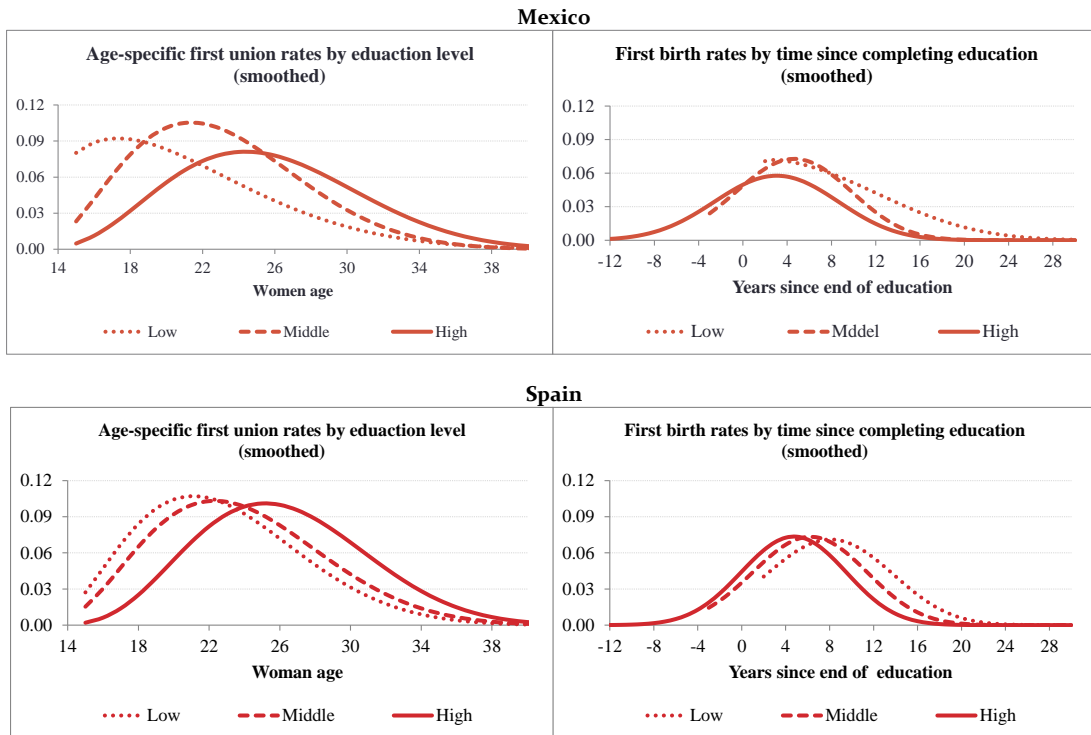 Mexico
Age-specific first union rates by eduaction level
(smoothed)
0.12
0.09
0.06
0.03
0.00
14 18 22 26 30 34 38
Women age
Low Middle High
First birth rates by time since completing education
(smoothed)
0.12
0.09
0.06
0.03
0.00
-12 -8 -4 0 4 8 12 16 20 24 28
Years since end of education
Low Mddel High
Spain
Age-specific first union rates by eduaction level
(smoothed)
0.12
0.09
0.06
0.03
0.00
14 18 22 26 30 34 38
Woman age
Low Middle High
First birth rates by time since completing education
(smoothed)
0.12
0.09
0.06
0.03
0.00
-12 -8 -4 0 4 8 12 16 20 24 28
Years since end of education
Low Middle High